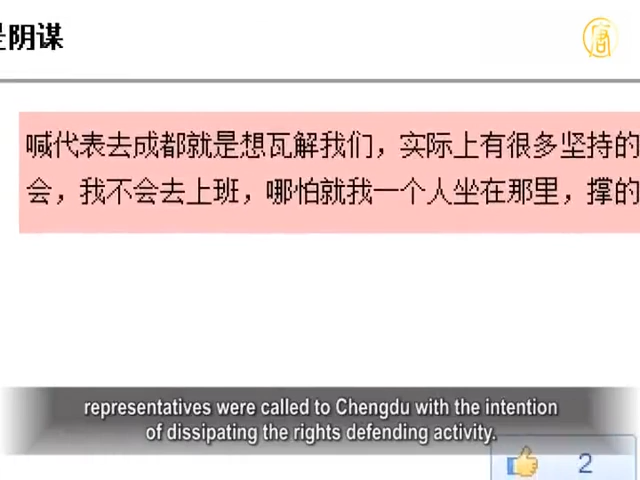 是阴谋
唐
喊代表去成都就是想瓦解我们，实际上有很多坚持的
会，我不会去上班，哪怕就我一个人坐在那里，撑的
representatives were called to Chengdu with the intention
of dissipating the rights defending activity.
2